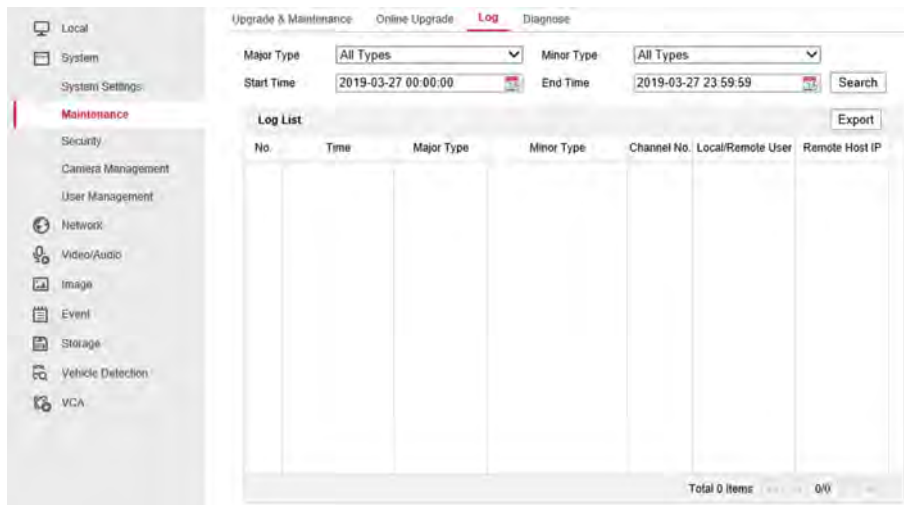 Local
System
System Settings
Maintenance
Security
Camera Management
User Management
Network
Video/Audio
Image
Event
Storage
Vehicle Detection
VCA
Upgrade & Maintenance Online Upgrade Log Diagnose
Major Type All Types Minor Type All Types
Start Time 2019-03-27 00:00:00 End Time 2019-03-27 23:59:59 Search
Log List Export
No. Time Major Type Minor Type Channel No. Local/Remote User Remote Host IP
Total 0 Items 0/0